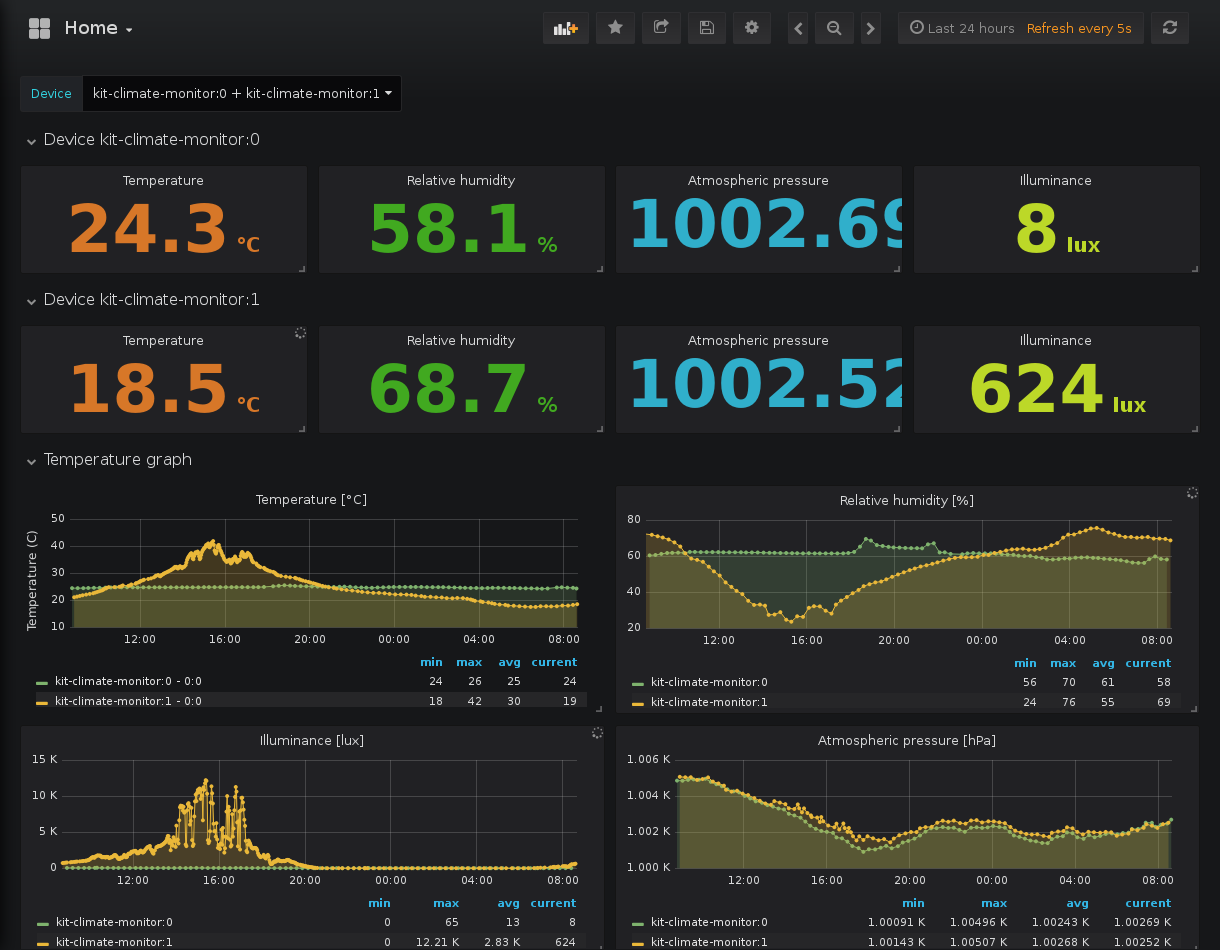 Home
Last 24 hours Refresh every 5s
Device kit-climate-monitor:0 + kit-climate-monitor:1
Device kit-climate-monitor:0
Temperature Relative humidity Atmospheric pressure Illuminance
24.3 °C 58.1 % 1002.69 8 lux
Device kit-climate-monitor:1
Temperature Relative humidity Atmospheric pressure Illuminance
18.5 °C 68.7 % 1002.52 624 lux
Temperature graph
Temperature [°C]
Temperature (C)
50
40
30
20
10
12:00 16:00 20:00 00:00 04:00 08:00
min max avg current
kit-climate-monitor:0 - 0:0 24 26 25 24
kit-climate-monitor:1 - 0:0 18 42 30 19
Relative humidity [%]
80
60
40
20
12:00 16:00 20:00 00:00 04:00 08:00
min max avg current
kit-climate-monitor:0 56 70 61 58
kit-climate-monitor:1 24 76 55 69
Illuminance [lux]
15 K
10 K
5 K
0
12:00 16:00 20:00 00:00 04:00 08:00
min max avg current
kit-climate-monitor:0 0 65 13 8
kit-climate-monitor:1 0 12.21 K 2.83 K 624
Atmospheric pressure [hPa]
1.006 K
1.004 K
1.002 K
1.000 K
12:00 16:00 20:00 00:00 04:00 08:00
min max avg current
kit-climate-monitor:0 1.00091 K 1.00496 K 1.00243 K 1.00269 K
kit-climate-monitor:1 1.00143 K 1.00507 K 1.00268 K 1.00252 K